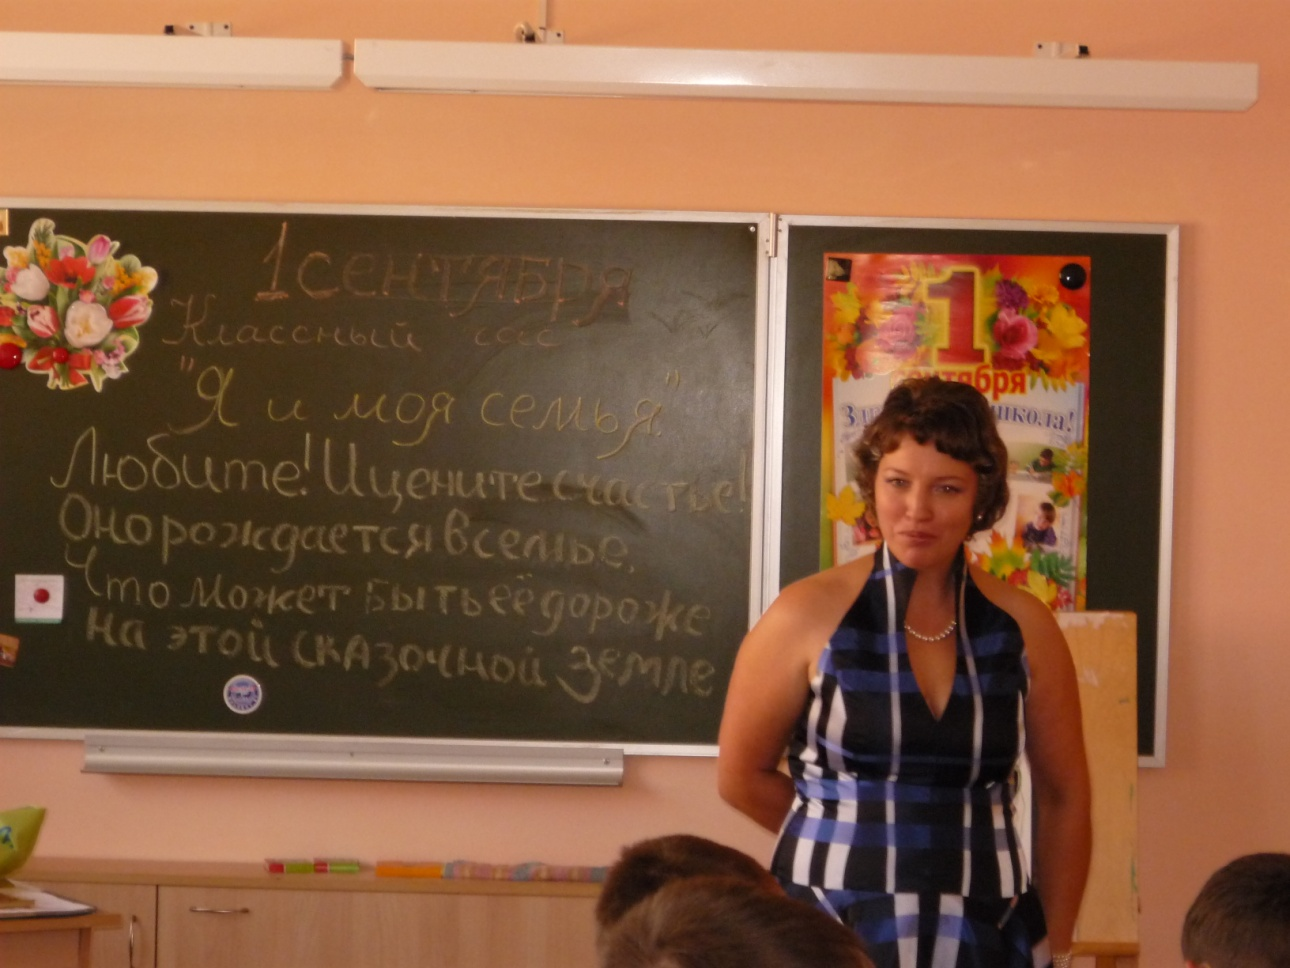 1 сентября
Классный час
"Я и моя семья."
Любите! И цените счастье!
Оно рождается в семье,
Что может быть её дороже
на этой сказочной земле
1
сентября
школа!